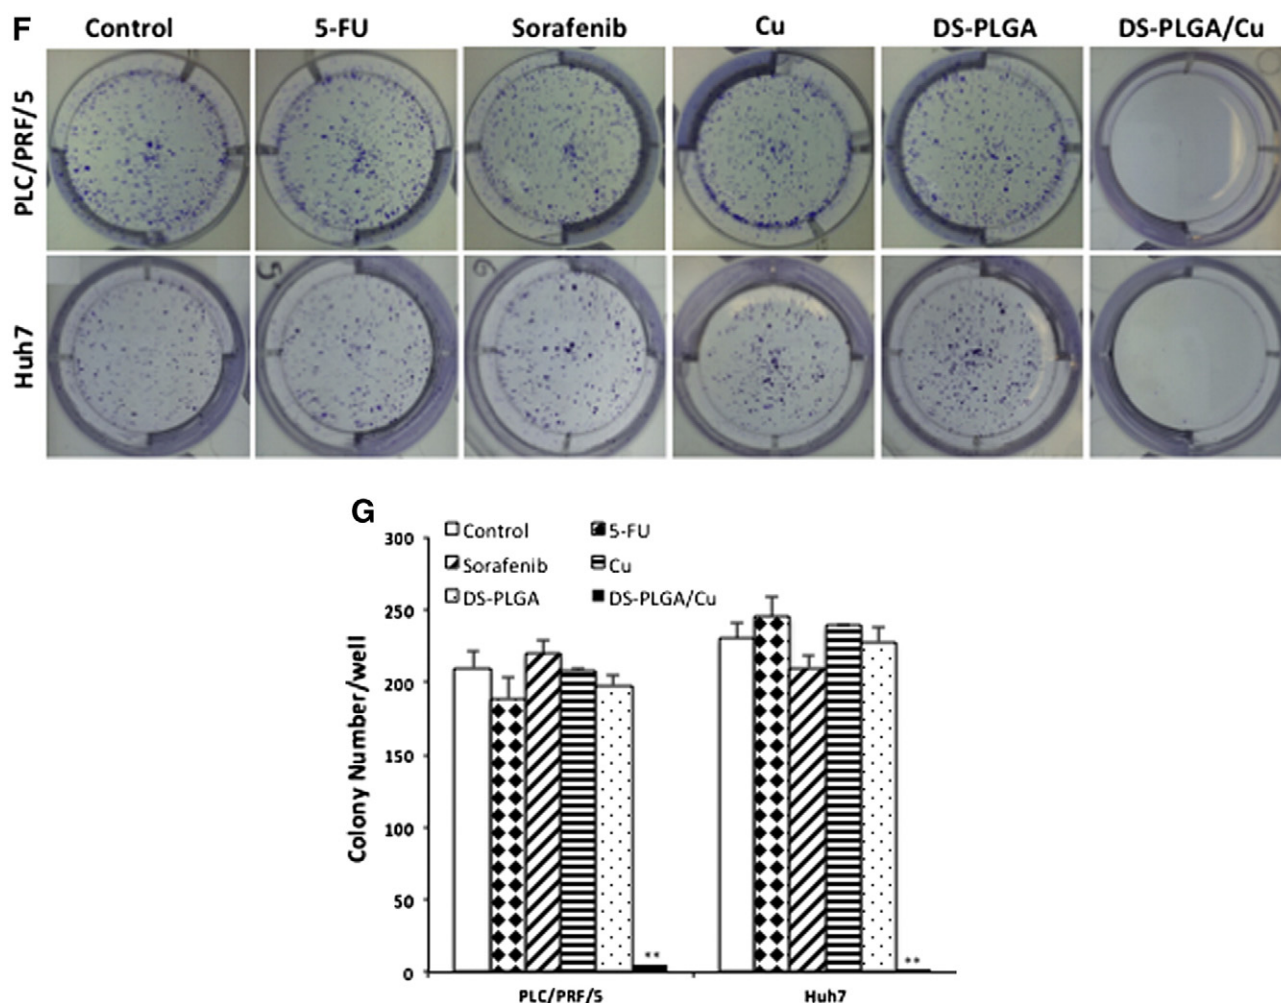 F Control 5-FU Sorafenib Cu DS-PLGA DS-PLGA/Cu
PLC/PRF/5
Huh7
G
Control 5-FU
Sorafenib Cu
DS-PLGA DS-PLGA/Cu
Colony Number/well
300
250
200
150
100
50
0
**
**
PLC/PRF/5 Huh7